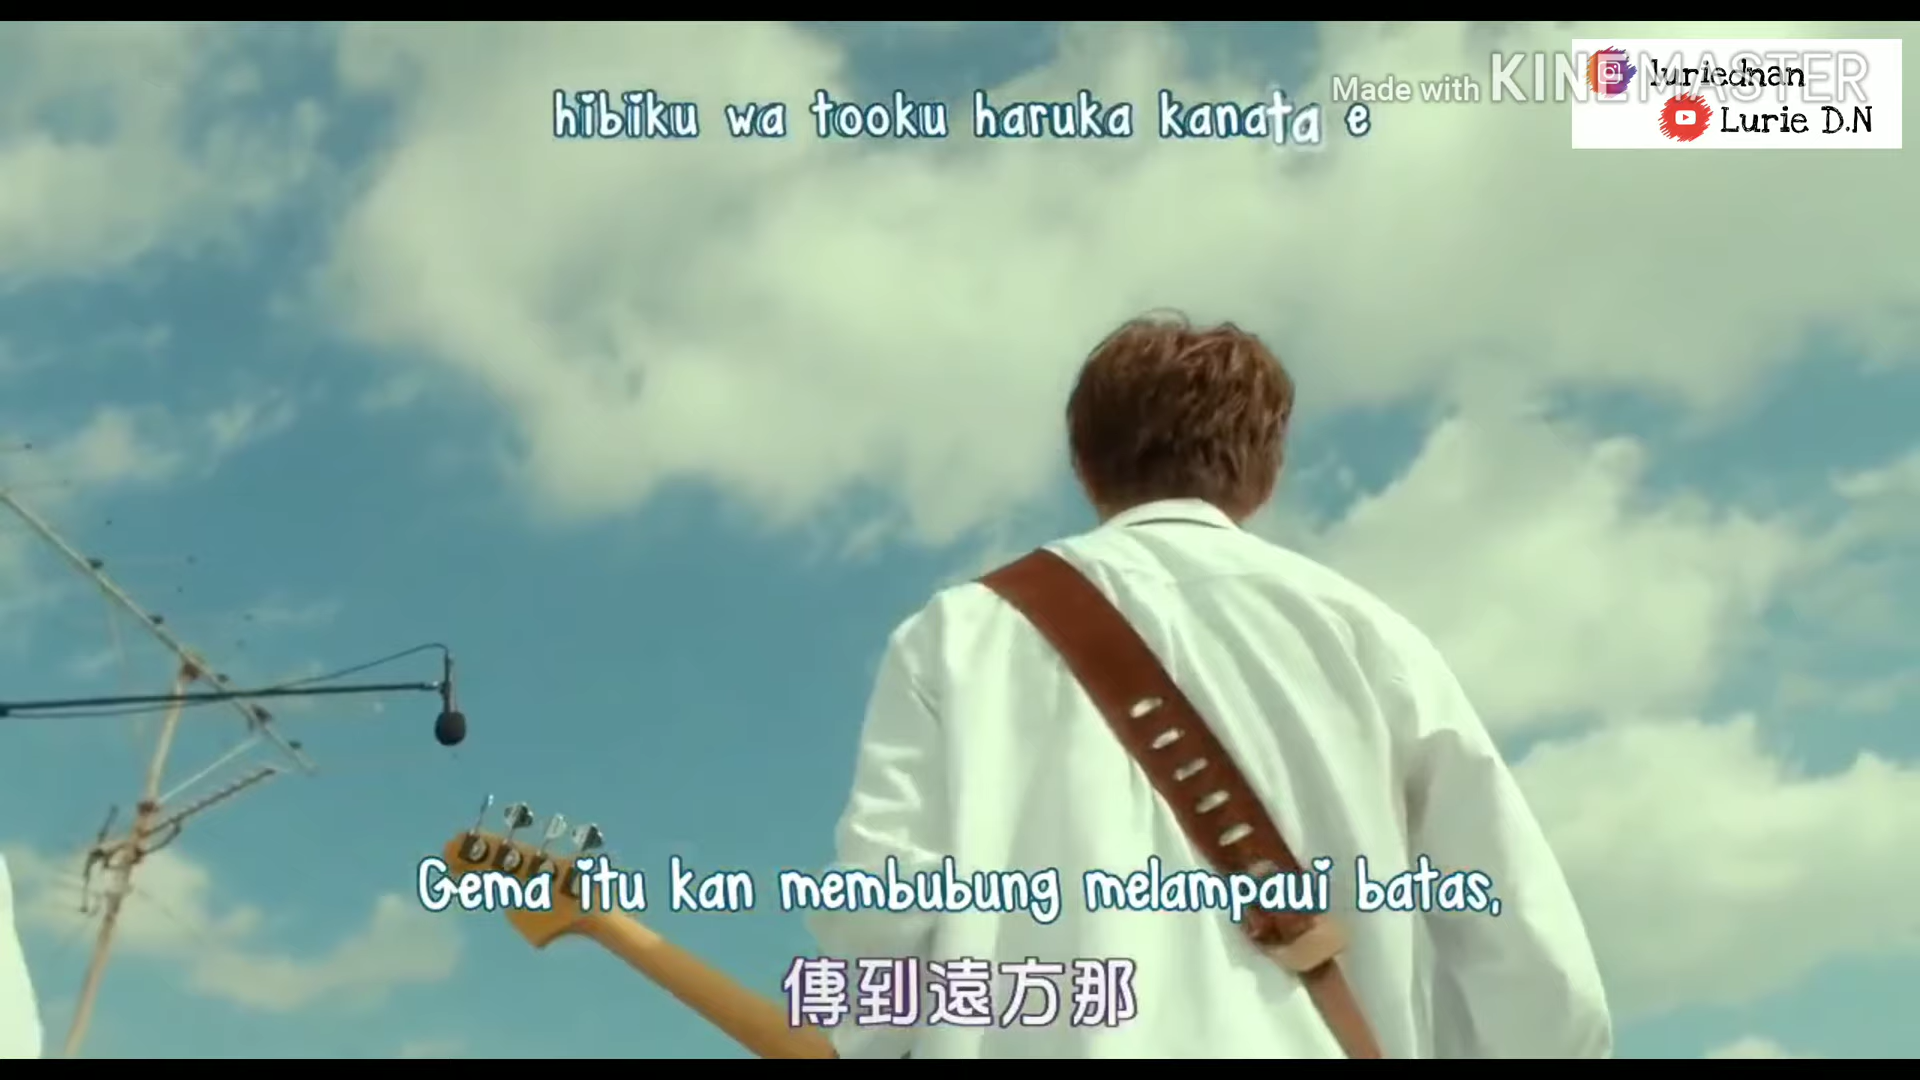 Made with KINEMASTER
luriednan
Lurie D.N
hibiku wa tooku haruka kanata e
Gema itu kan membubung melampaui batas,
傳到遠方那